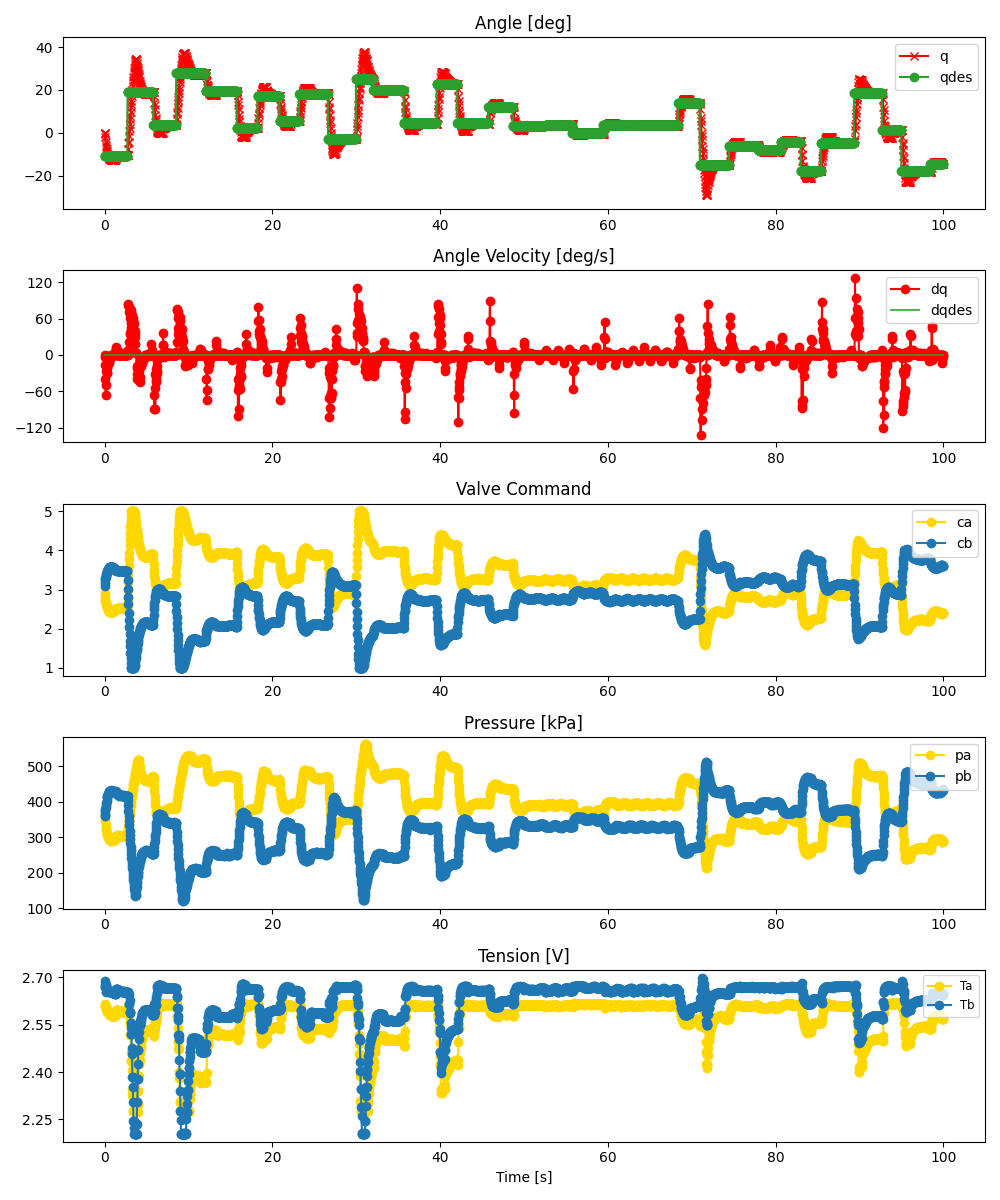 Angle [deg]
40
20
0
−20
q
qdes
0 20 40 60 80 100
Angle Velocity [deg/s]
120
60
0
−60
−120
dq
dqdes
0 20 40 60 80 100
Valve Command
5
4
3
2
1
ca
cb
0 20 40 60 80 100
Pressure [kPa]
500
400
300
200
100
pa
pb
0 20 40 60 80 100
Tension [V]
2.70
2.55
2.40
2.25
Ta
Tb
0 20 40 60 80 100
Time [s]